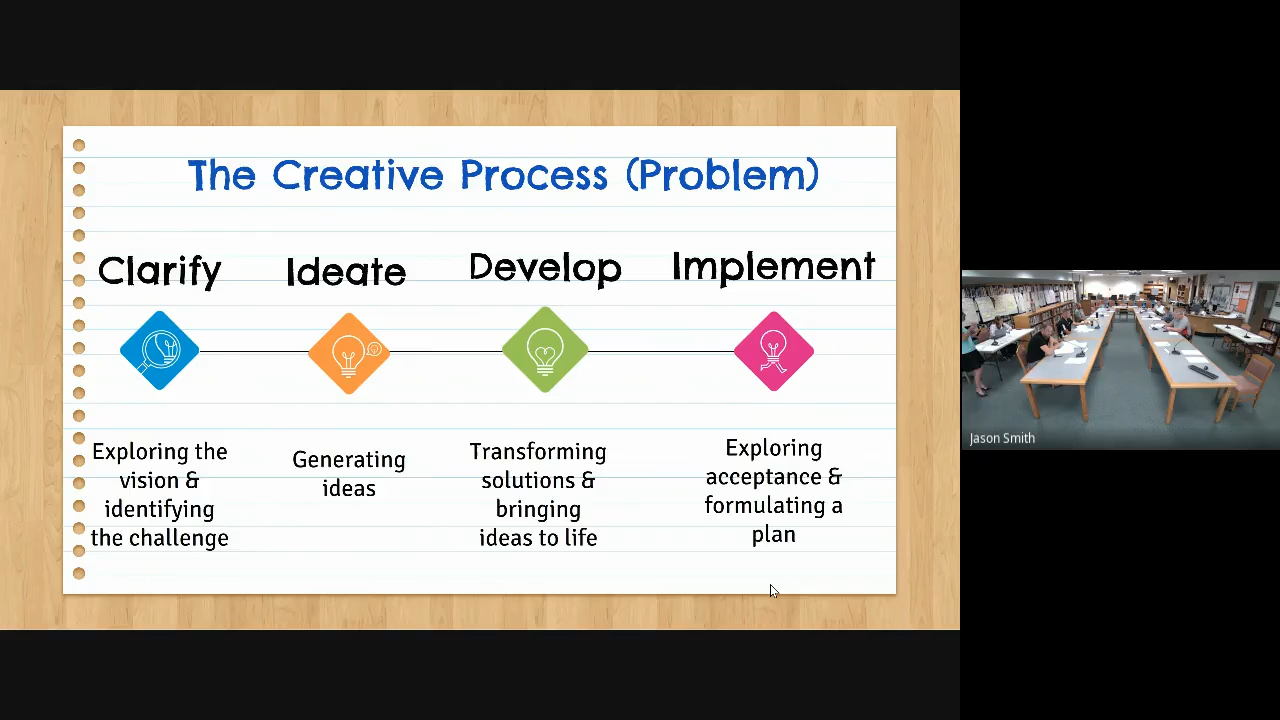 The Creative Process (Problem)
Clarify
Ideate
Develop
Implement
Exploring the
vision &
identifying
the challenge
Generating
ideas
Transforming
solutions &
bringing
ideas to life
Exploring
acceptance &
formulating a
plan
Jason Smith